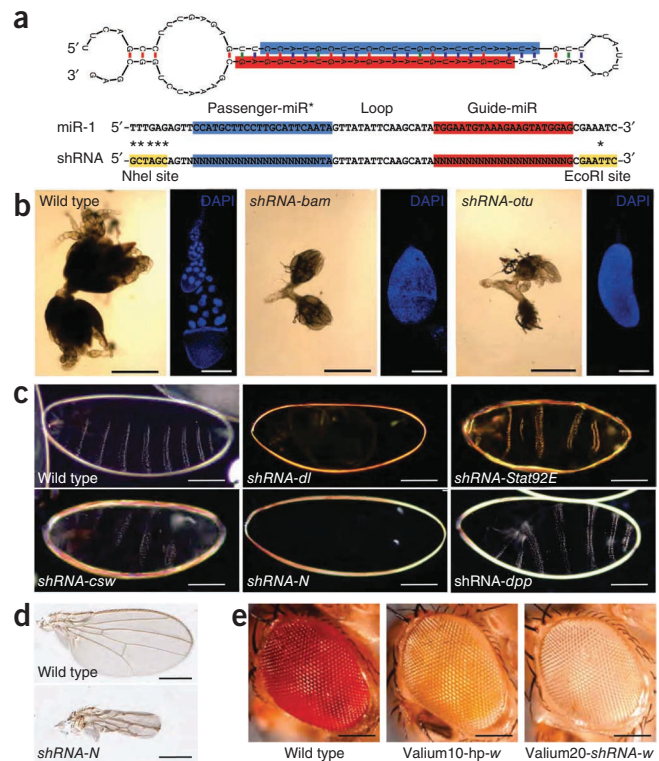 a
5′
3′
Passenger-miR* Loop Guide-miR
miR-1 5′-TTTGAGAGTTCCATGCTTCCTTGCATTCAATAGTTATATTCAAGCATATGGAATGTAAAGAAGTATGGAGCGAAATC-3′
** *** *
shRNA 5′-GCTAGCAGTNNNNNNNNNNNNNNNNNNNNNTAGTTATATTCAAGCATANNNNNNNNNNNNNNNNNNNNNGCGAATTC-3′
NheI site EcoRI site
b
Wild type DAPI shRNA-bam DAPI shRNA-otu DAPI
c
Wild type shRNA-dl shRNA-Stat92E
shRNA-csw shRNA-N shRNA-dpp
d
Wild type
shRNA-N
e
Wild type Valium10-hp-w Valium20-shRNA-w